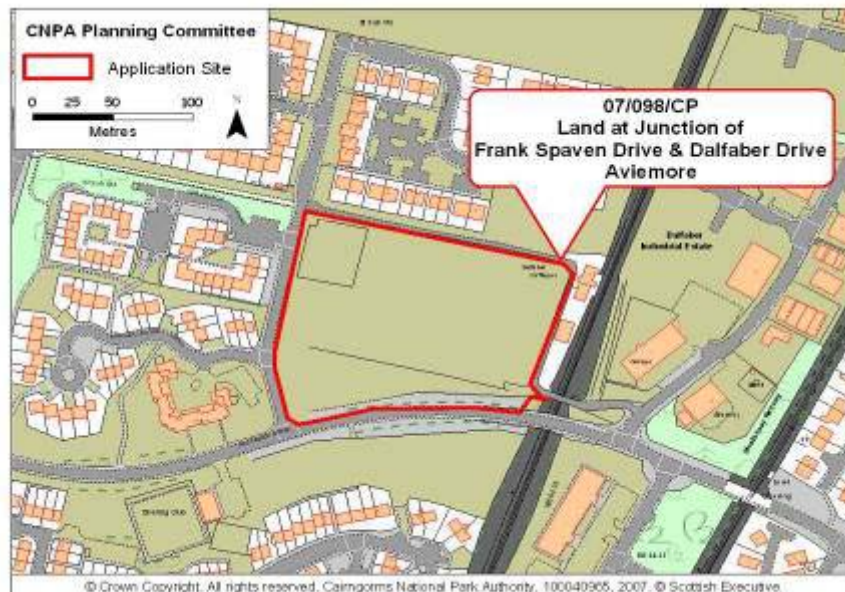 CNPA Planning Committee
Application Site
0 25 50 100
Metres
N
07/098/CP
Land at Junction of
Frank Spaven Drive & Dalfaber Drive
Aviemore
Dalfaber
Industrial Estate
© Crown Copyright. All rights reserved. Cairngorms National Park Authority. 100040965, 2007. © Scottish Executive